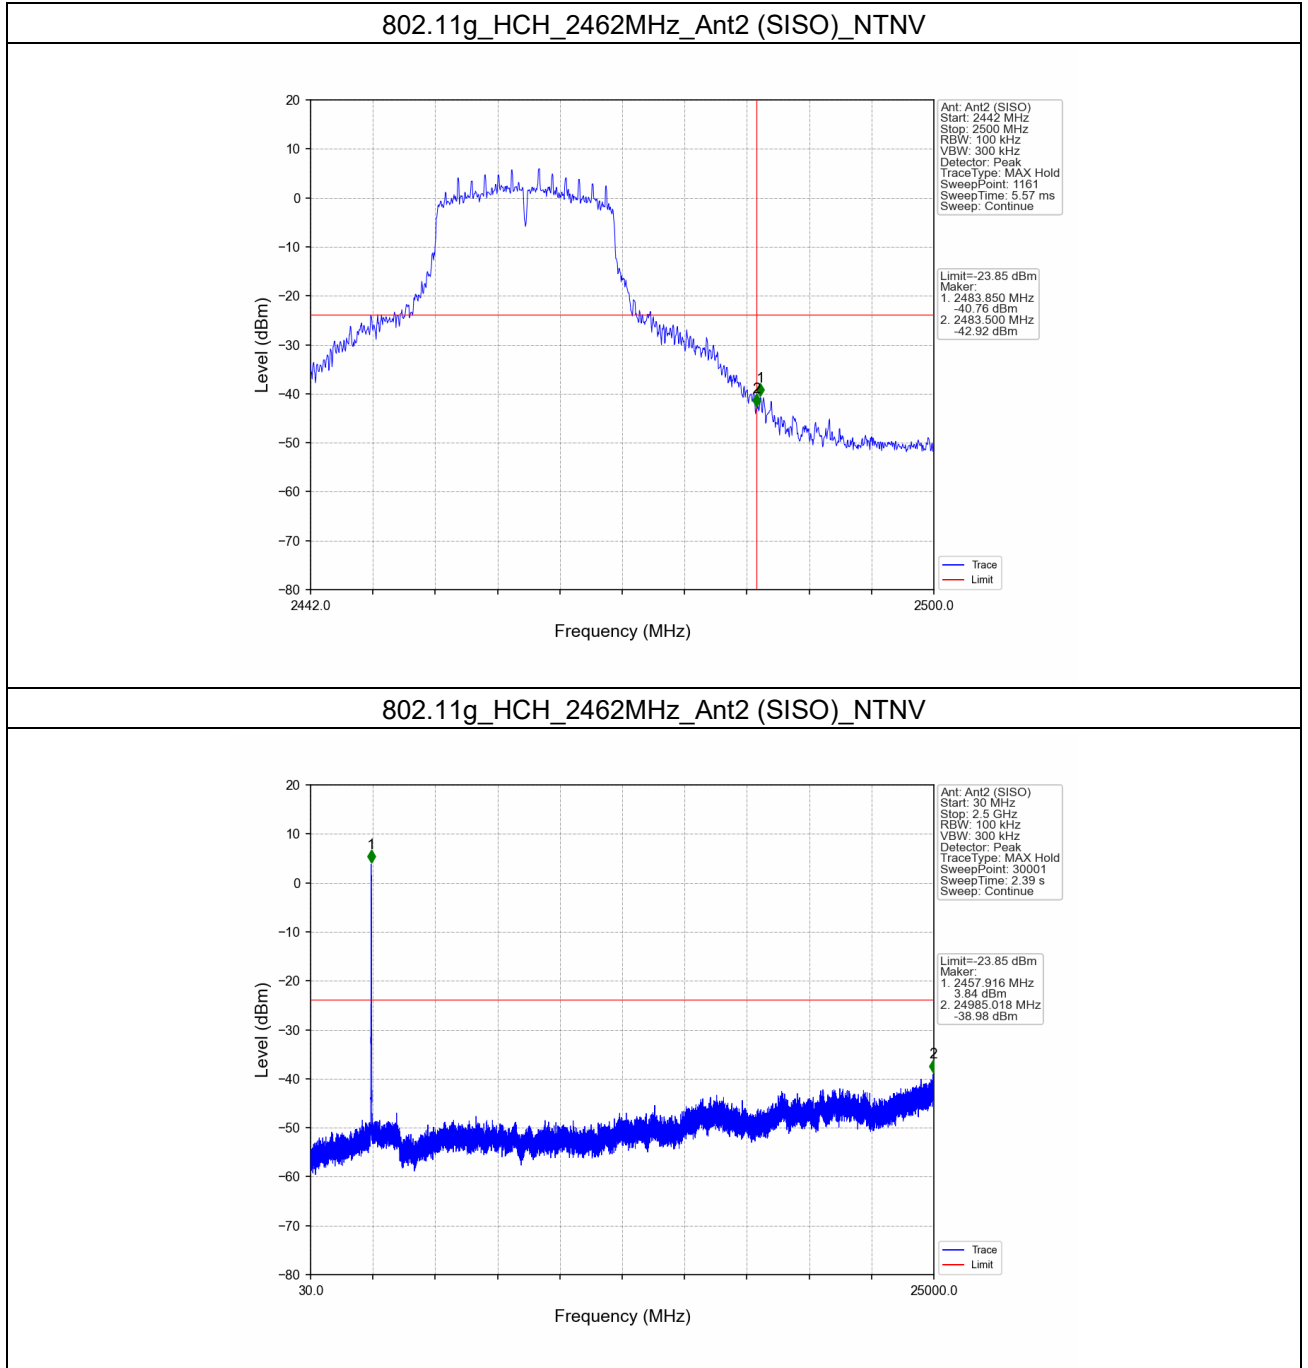 802.11g_HCH_2462MHz_Ant2 (SISO)_NTNV
20
10
0
−10
−20
−30
−40
−50
−60
−70
−80
Level (dBm)
2442.0
2500.0
Frequency (MHz)
1
2
Ant: Ant2 (SISO)
Start: 2442 MHz
Stop: 2500 MHz
RBW: 100 kHz
VBW: 300 kHz
Detector: Peak
TraceType: MAX Hold
SweepPoint: 1161
SweepTime: 5.57 ms
Sweep: Continue
Limit=-23.85 dBm
Maker:
1. 2483.850 MHz
-40.76 dBm
2. 2483.500 MHz
-42.92 dBm
Trace
Limit
802.11g_HCH_2462MHz_Ant2 (SISO)_NTNV
20
10
0
−10
−20
−30
−40
−50
−60
−70
−80
Level (dBm)
30.0
25000.0
Frequency (MHz)
1
2
Ant: Ant2 (SISO)
Start: 30 MHz
Stop: 2.5 GHz
RBW: 100 kHz
VBW: 300 kHz
Detector: Peak
TraceType: MAX Hold
SweepPoint: 30001
SweepTime: 2.39 s
Sweep: Continue
Limit=-23.85 dBm
Maker:
1. 2457.916 MHz
3.84 dBm
2. 24985.018 MHz
-38.98 dBm
Trace
Limit